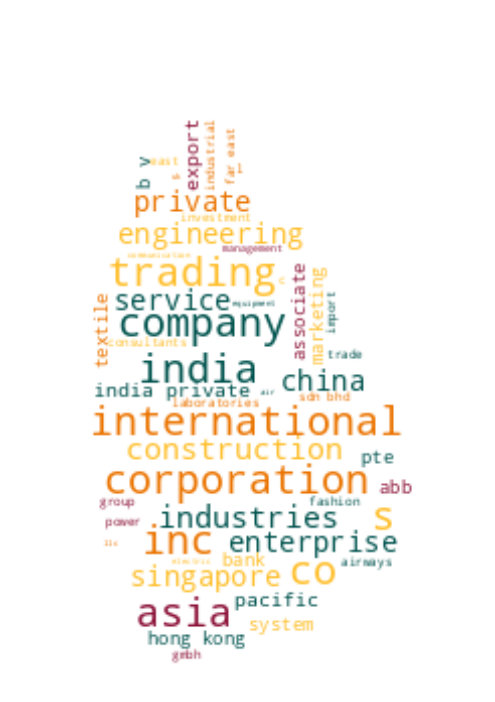 export
industrial
far east
l
b v
east
&
private
investment
engineering
management
communication
trading
c
service
equipment
associate
marketing
import
company
textile
consultants
trade
india
china
india private
air
sdn bhd
laboratories
international
construction
pte
corporation
abb
group
fashion
industries
s
power
inc
enterprise
llc
electric
bank
airways
singapore
co
asia
pacific
system
hong kong
gmbh